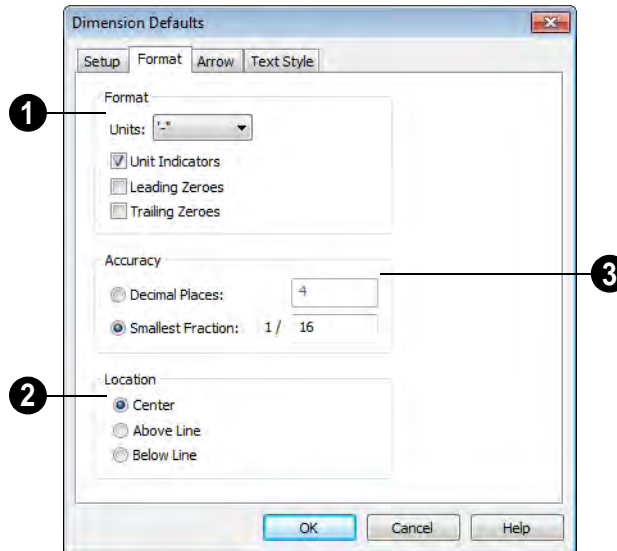 Dimension Defaults
Setup Format Arrow Text Style
1
Format
Units: '-"
Unit Indicators
Leading Zeroes
Trailing Zeroes
3
Accuracy
Decimal Places: 4
Smallest Fraction: 1 / 16
2
Location
Center
Above Line
Below Line
OK Cancel Help